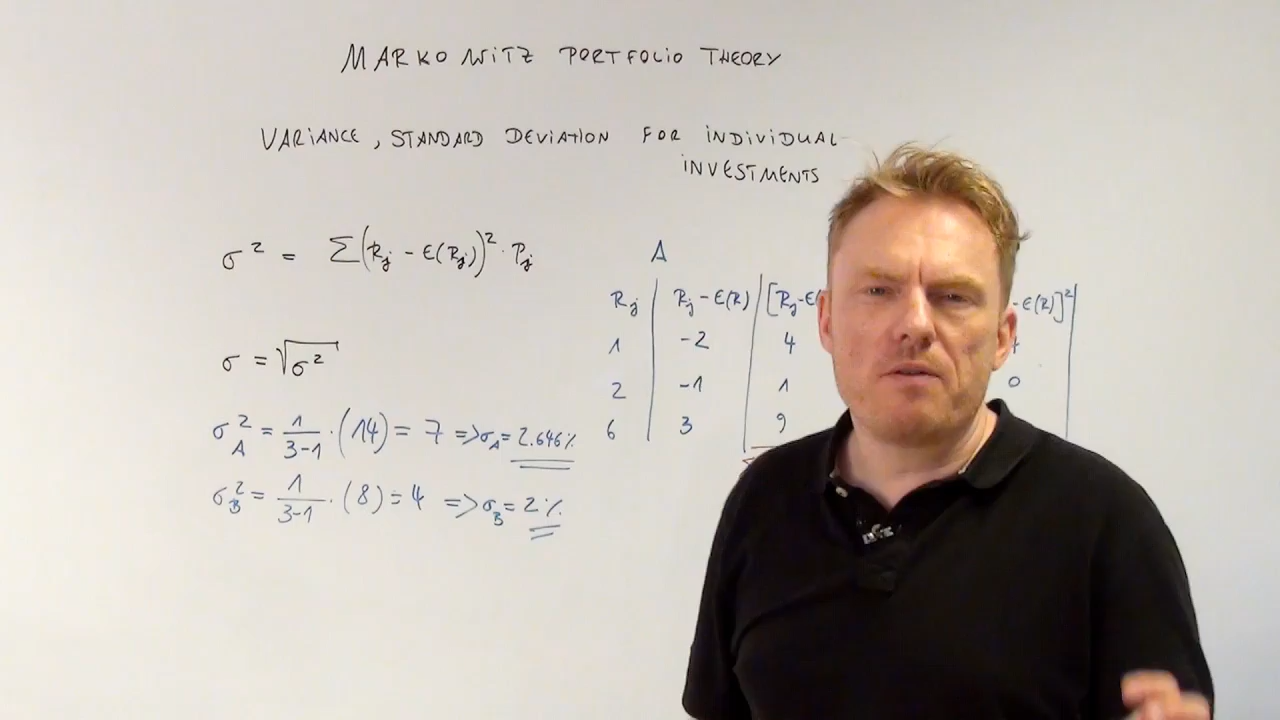 MARKOWITZ PORTFOLIO THEORY
VARIANCE, STANDARD DEVIATION FOR INDIVIDUAL
INVESTMENTS
σ² = Σ(Rj - E(Rj))² · Pj
A
Rj | Rj - E(R) | [Rj-E( -E(R)]² |
1 | -2 | 4
2 | -1 | 1 0
6 | 3 | 9
σ = √σ²
σ²A = 1/(3-1) · (14) = 7 => σA = 2.646%
σ²B = 1/(3-1) · (8) = 4 => σB = 2%